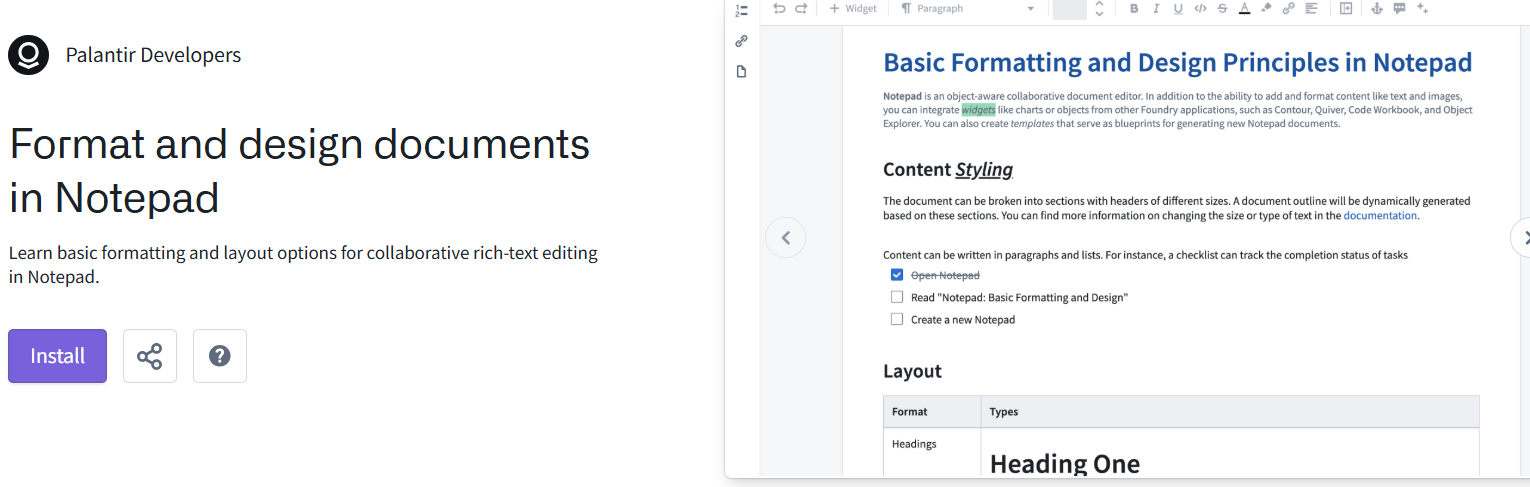 Palantir Developers
Format and design documents
in Notepad
Learn basic formatting and layout options for collaborative rich-text editing
in Notepad.
Install
Widget
Paragraph
Basic Formatting and Design Principles in Notepad
Notepad is an object-aware collaborative document editor. In addition to the ability to add and format content like text and images,
you can integrate widgets like charts or objects from other Foundry applications, such as Contour, Quiver, Code Workbook, and Object
Explorer. You can also create templates that serve as blueprints for generating new Notepad documents.
Content Styling
The document can be broken into sections with headers of different sizes. A document outline will be dynamically generated
based on these sections. You can find more information on changing the size or type of text in the documentation.
Content can be written in paragraphs and lists. For instance, a checklist can track the completion status of tasks
Open Notepad
Read "Notepad: Basic Formatting and Design"
Create a new Notepad
Layout
Format Types
Headings
Heading One